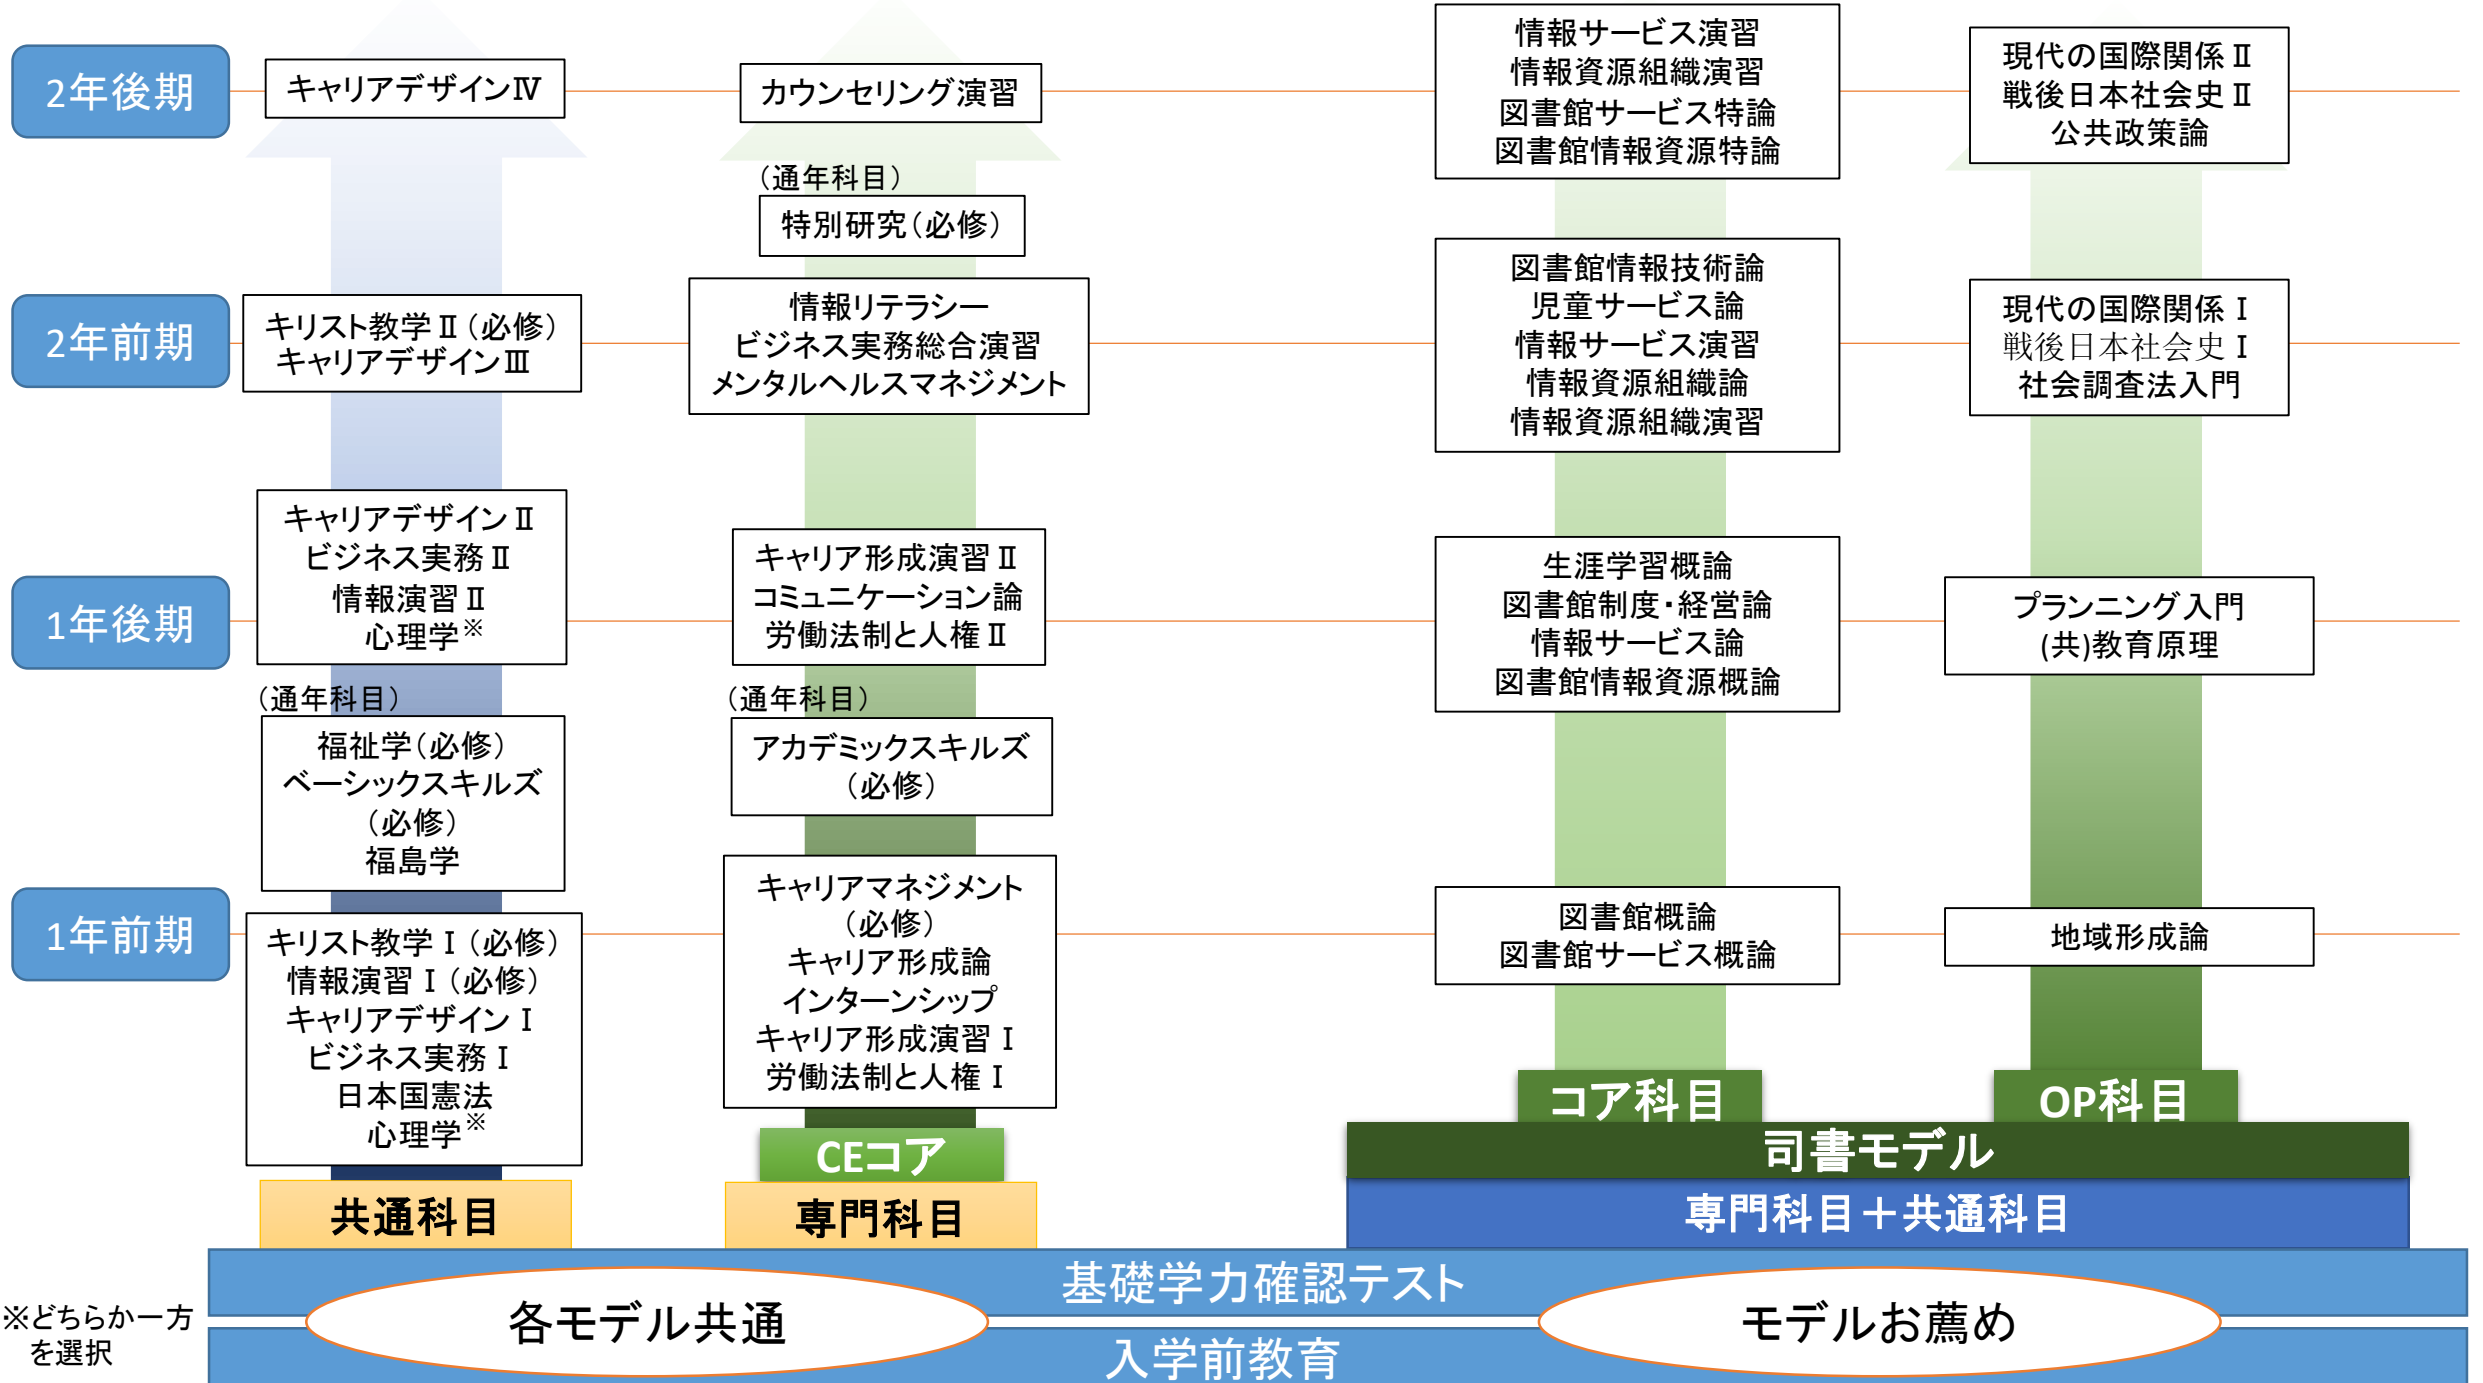 2年後期
キャリアデザインⅣ
カウンセリング演習
情報サービス演習
情報資源組織演習
図書館サービス特論
図書館情報資源特論
現代の国際関係Ⅱ
戦後日本社会史Ⅱ
公共政策論
（通年科目）
特別研究（必修）
2年前期
キリスト教学Ⅱ（必修）
キャリアデザインⅢ
情報リテラシー
ビジネス実務総合演習
メンタルヘルスマネジメント
図書館情報技術論
児童サービス論
情報サービス演習
情報資源組織論
情報資源組織演習
現代の国際関係Ⅰ
戦後日本社会史Ⅰ
社会調査法入門
1年後期
キャリアデザインⅡ
ビジネス実務Ⅱ
情報演習Ⅱ
心理学※
キャリア形成演習Ⅱ
コミュニケーション論
労働法制と人権Ⅱ
生涯学習概論
図書館制度・経営論
情報サービス論
図書館情報資源概論
プランニング入門
(共)教育原理
（通年科目）
福祉学（必修）
ベーシックスキルズ
（必修）
福島学
（通年科目）
アカデミックスキルズ
（必修）
1年前期
キリスト教学Ⅰ（必修）
情報演習Ⅰ（必修）
キャリアデザインⅠ
ビジネス実務Ⅰ
日本国憲法
心理学※
キャリアマネジメント
（必修）
キャリア形成論
インターンシップ
キャリア形成演習Ⅰ
労働法制と人権Ⅰ
図書館概論
図書館サービス概論
地域形成論
コア科目
OP科目
CEコア
司書モデル
共通科目
専門科目
専門科目＋共通科目
基礎学力確認テスト
各モデル共通
モデルお薦め
入学前教育
※どちらか一方
を選択